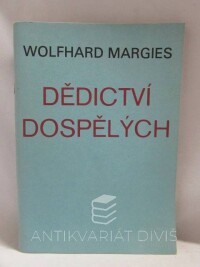 WOLFHARD MARGIES
DĚDICTVÍ
DOSPĚLÝCH
ANTIKVARIÁT DIVIŠ